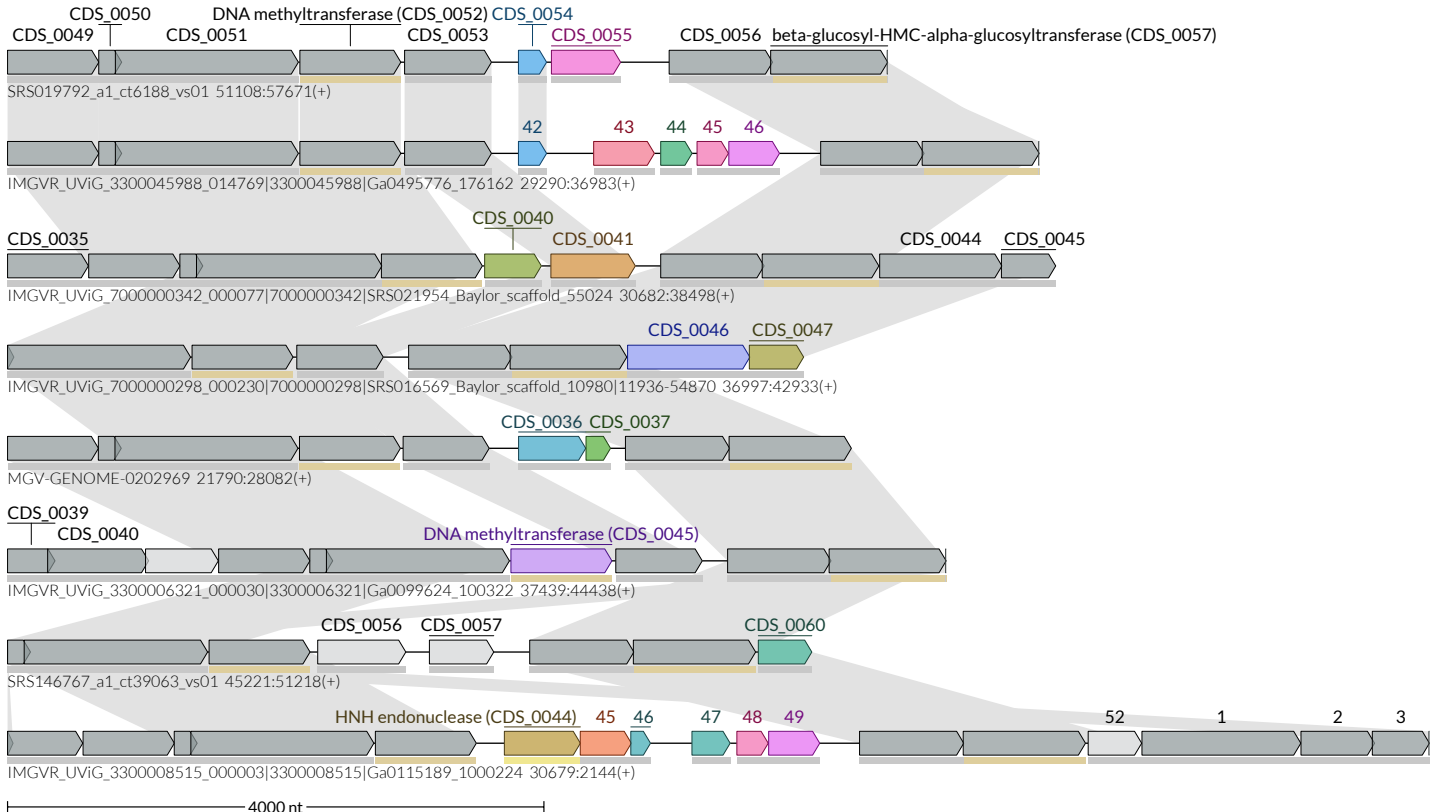 CDS_0050 DNA methyltransferase (CDS_0052) CDS_0054
CDS_0049 CDS_0051 CDS_0053 CDS_0055 CDS_0056 beta-glucosyl-HMC-alpha-glucosyltransferase (CDS_0057)
SRS019792_a1_ct6188_vs01 51108:57671(+)
42 43 44 45 46
IMGVR_UViG_3300045988_014769|3300045988|Ga0495776_176162 29290:36983(+)
CDS_0040
CDS_0035 CDS_0041 CDS_0044 CDS_0045
IMGVR_UViG_7000000342_000077|7000000342|SRS021954_Baylor_scaffold_55024 30682:38498(+)
CDS_0046 CDS_0047
IMGVR_UViG_7000000298_000230|7000000298|SRS016569_Baylor_scaffold_10980|11936-54870 36997:42933(+)
CDS_0036 CDS_0037
MGV-GENOME-0202969 21790:28082(+)
CDS_0039
CDS_0040 DNA methyltransferase (CDS_0045)
IMGVR_UViG_3300006321_000030|3300006321|Ga0099624_100322 37439:44438(+)
CDS_0056 CDS_0057 CDS_0060
SRS146767_a1_ct39063_vs01 45221:51218(+)
HNH endonuclease (CDS_0044) 45 46 47 48 49 52 1 2 3
IMGVR_UViG_3300008515_000003|3300008515|Ga0115189_1000224 30679:2144(+)
4000 nt